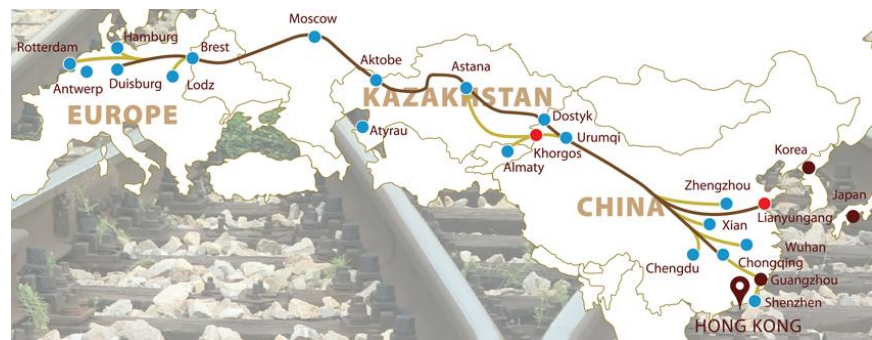 Moscow
Hamburg
Rotterdam
Brest
Aktobe
Astana
Antwerp
Duisburg
Lodz
KAZAKHSTAN
EUROPE
Dostyk
Atyrau
Urumqi
Khorgos
Korea
Almaty
Zhengzhou
Japan
CHINA
Lianyungang
Xian
Wuhan
Chongqing
Chengdu
Guangzhou
Shenzhen
HONG KONG